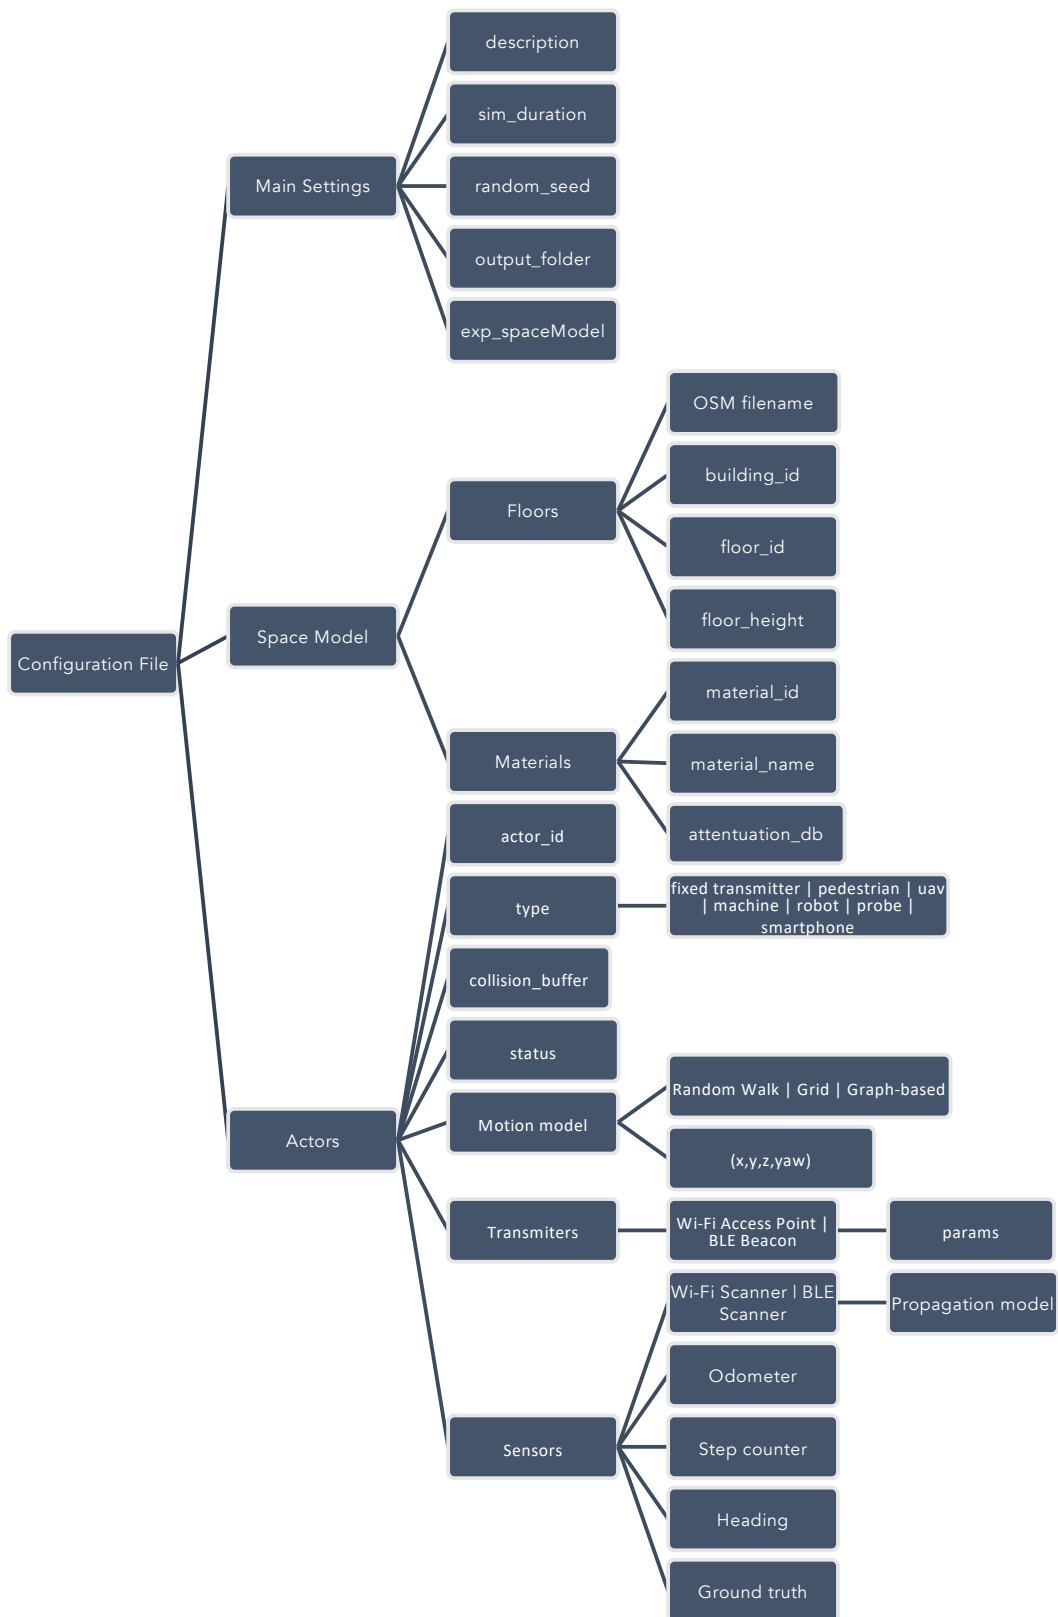 description
sim_duration
Main Settings
random_seed
output_folder
exp_spaceModel
OSM filename
building_id
Floors
floor_id
floor_height
Space Model
Configuration File
material_id
Materials
material_name
attentuation_db
actor_id
type
fixed transmitter | pedestrian | uav
| machine | robot | probe |
smartphone
collision_buffer
status
Actors
Motion model
Random Walk | Grid | Graph-based
(x,y,z,yaw)
Transmiters
Wi-Fi Access Point |
BLE Beacon
params
Wi-Fi Scanner l BLE
Scanner
Propagation model
Odometer
Sensors
Step counter
Heading
Ground truth